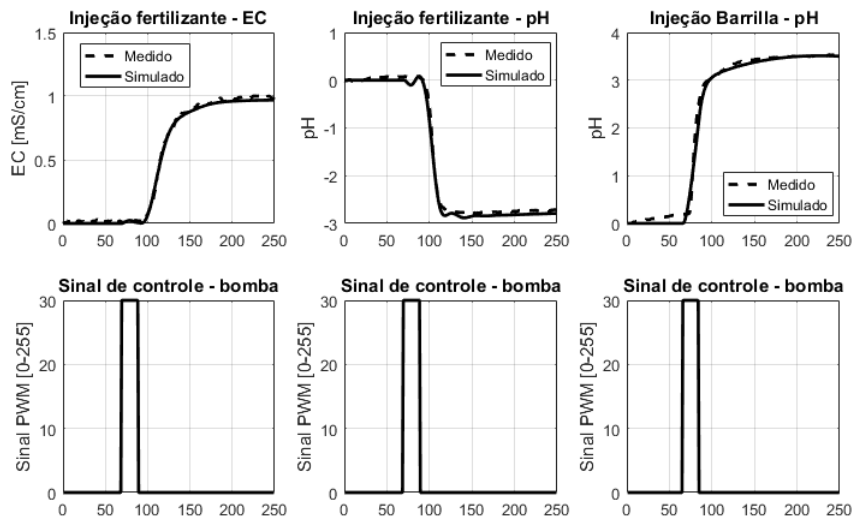 Injeção fertilizante - EC
1.5
1
0.5
0
EC [mS/cm]
Medido
Simulado
0 50 100 150 200 250
Injeção fertilizante - pH
1
0
-1
-2
-3
pH
Medido
Simulado
0 50 100 150 200 250
Injeção Barrilla - pH
4
3
2
1
0
pH
Medido
Simulado
0 50 100 150 200 250
Sinal de controle - bomba
30
20
10
0
Sinal PWM [0-255]
0 50 100 150 200 250
Sinal de controle - bomba
30
20
10
0
Sinal PWM [0-255]
0 50 100 150 200 250
Sinal de controle - bomba
30
20
10
0
Sinal PWM [0-255]
0 50 100 150 200 250